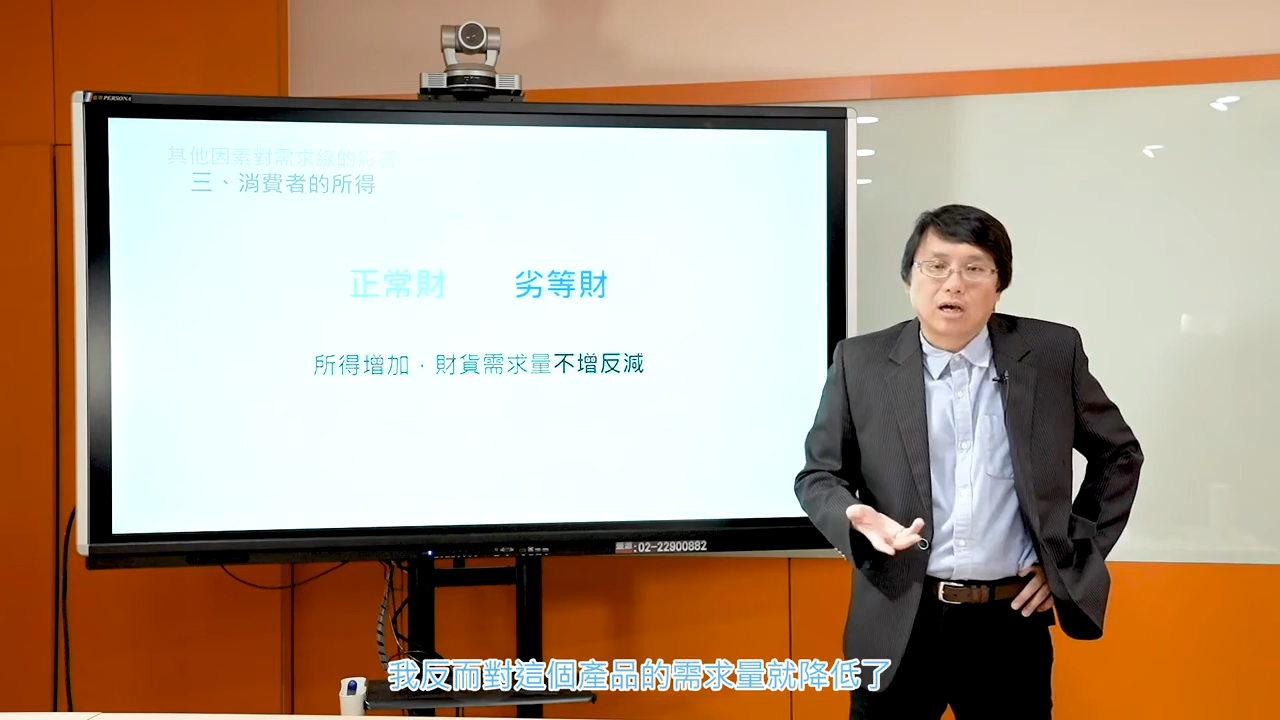 PERSONA
其他因素對需求線的影響
三、消費者的所得
正常財 劣等財
所得增加，財貨需求量不增反減
:02-22900882
我反而對這個產品的需求量就降低了